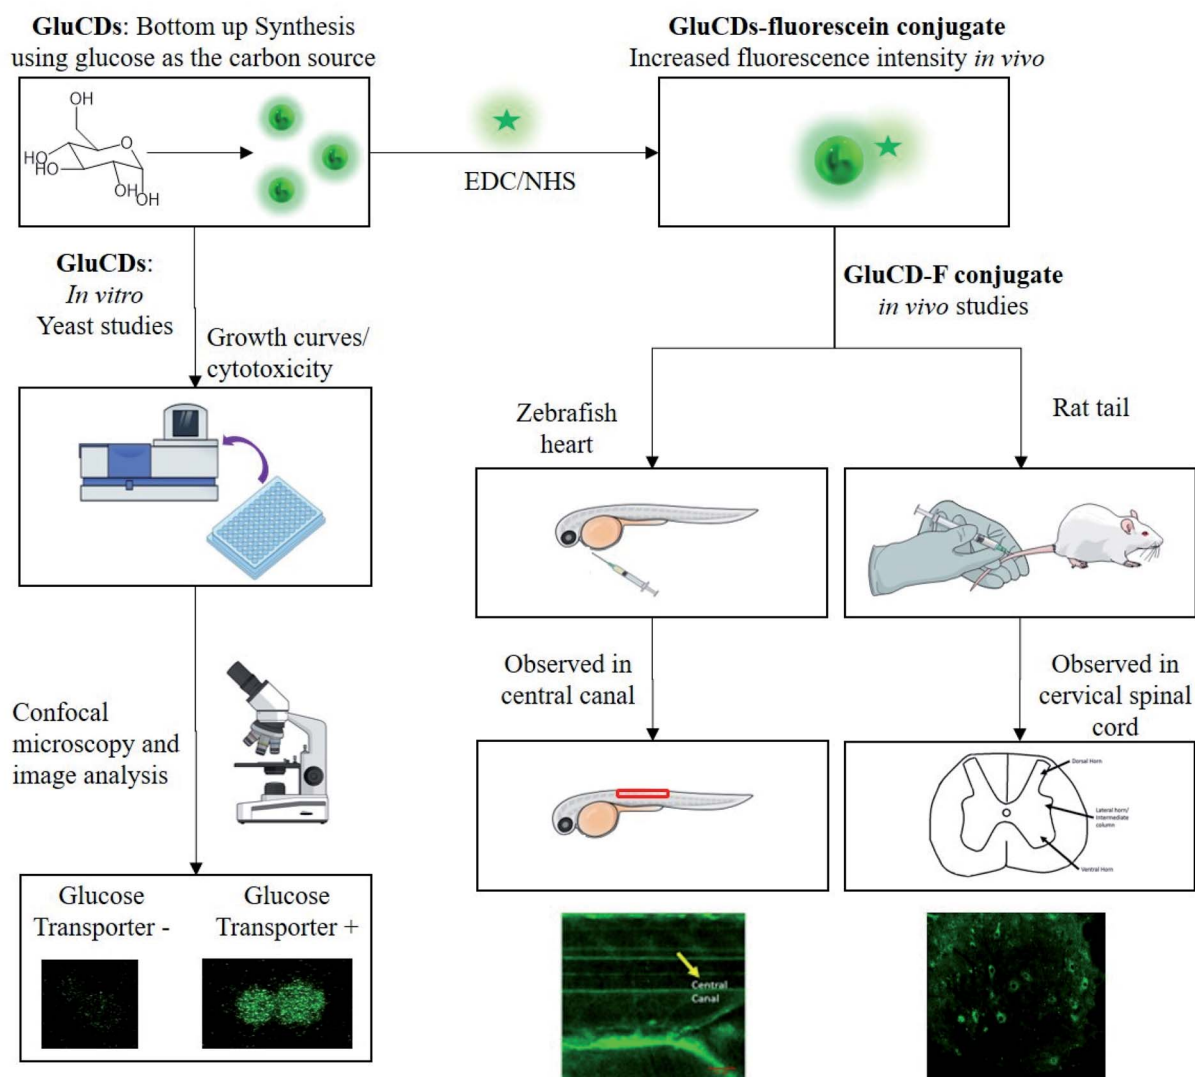 GluCDs: Bottom up Synthesis
using glucose as the carbon source
OH
HO
HO
O
OH
OH
EDC/NHS
GluCDs-fluorescein conjugate
Increased fluorescence intensity in vivo
GluCDs:
In vitro
Yeast studies
Growth curves/
cytotoxicity
Confocal
microscopy and
image analysis
Glucose
Transporter -
Glucose
Transporter +
GluCD-F conjugate
in vivo studies
Zebrafish
heart
Observed in
central canal
Central
Canal
Rat tail
Observed in
cervical spinal
cord
Dorsal Horn
Lateral horn/
Intermediate
column
Ventral Horn